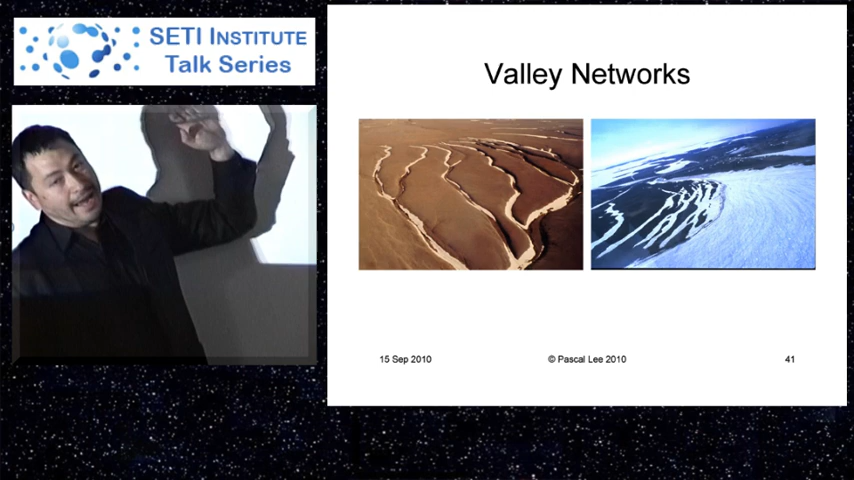 SETI INSTITUTE
Talk Series
Valley Networks
15 Sep 2010
© Pascal Lee 2010
41